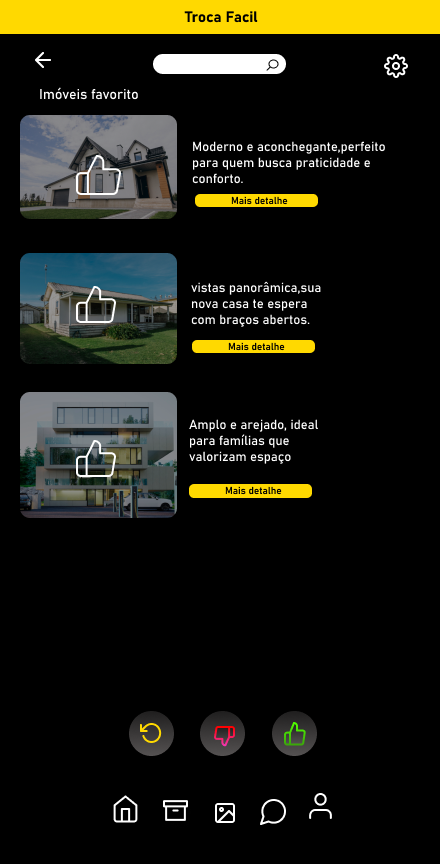 Troca Facil
Imóveis favorito
Moderno e aconchegante,perfeito
para quem busca praticidade e
conforto.
Mais detalhe
vistas panorâmica,sua
nova casa te espera
com braços abertos.
Mais detalhe
Amplo e arejado, ideal
para famílias que
valorizam espaço
Mais detalhe